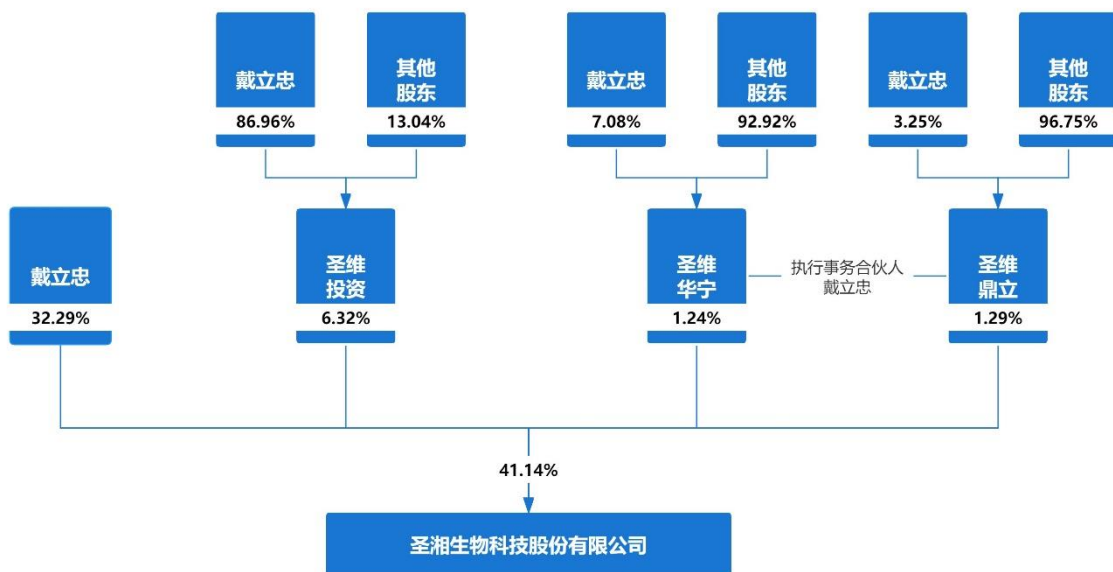 戴立忠
86.96%
其他
股东
13.04%
戴立忠
7.08%
其他
股东
92.92%
戴立忠
3.25%
其他
股东
96.75%
戴立忠
32.29%
圣维
投资
6.32%
圣维
华宁
1.24%
执行事务合伙人
戴立忠
圣维
鼎立
1.29%
41.14%
圣湘生物科技股份有限公司